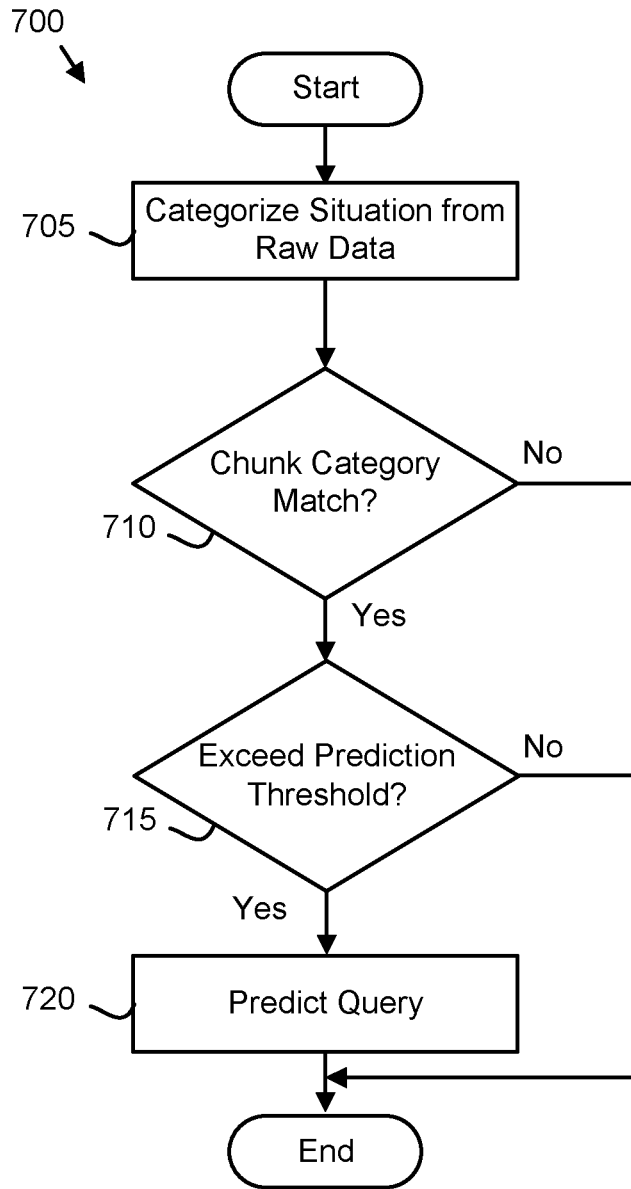 700
Start
705
Categorize Situation from
Raw Data
Chunk Category
Match?
No
710
Yes
Exceed Prediction
Threshold?
No
715
Yes
720
Predict Query
End